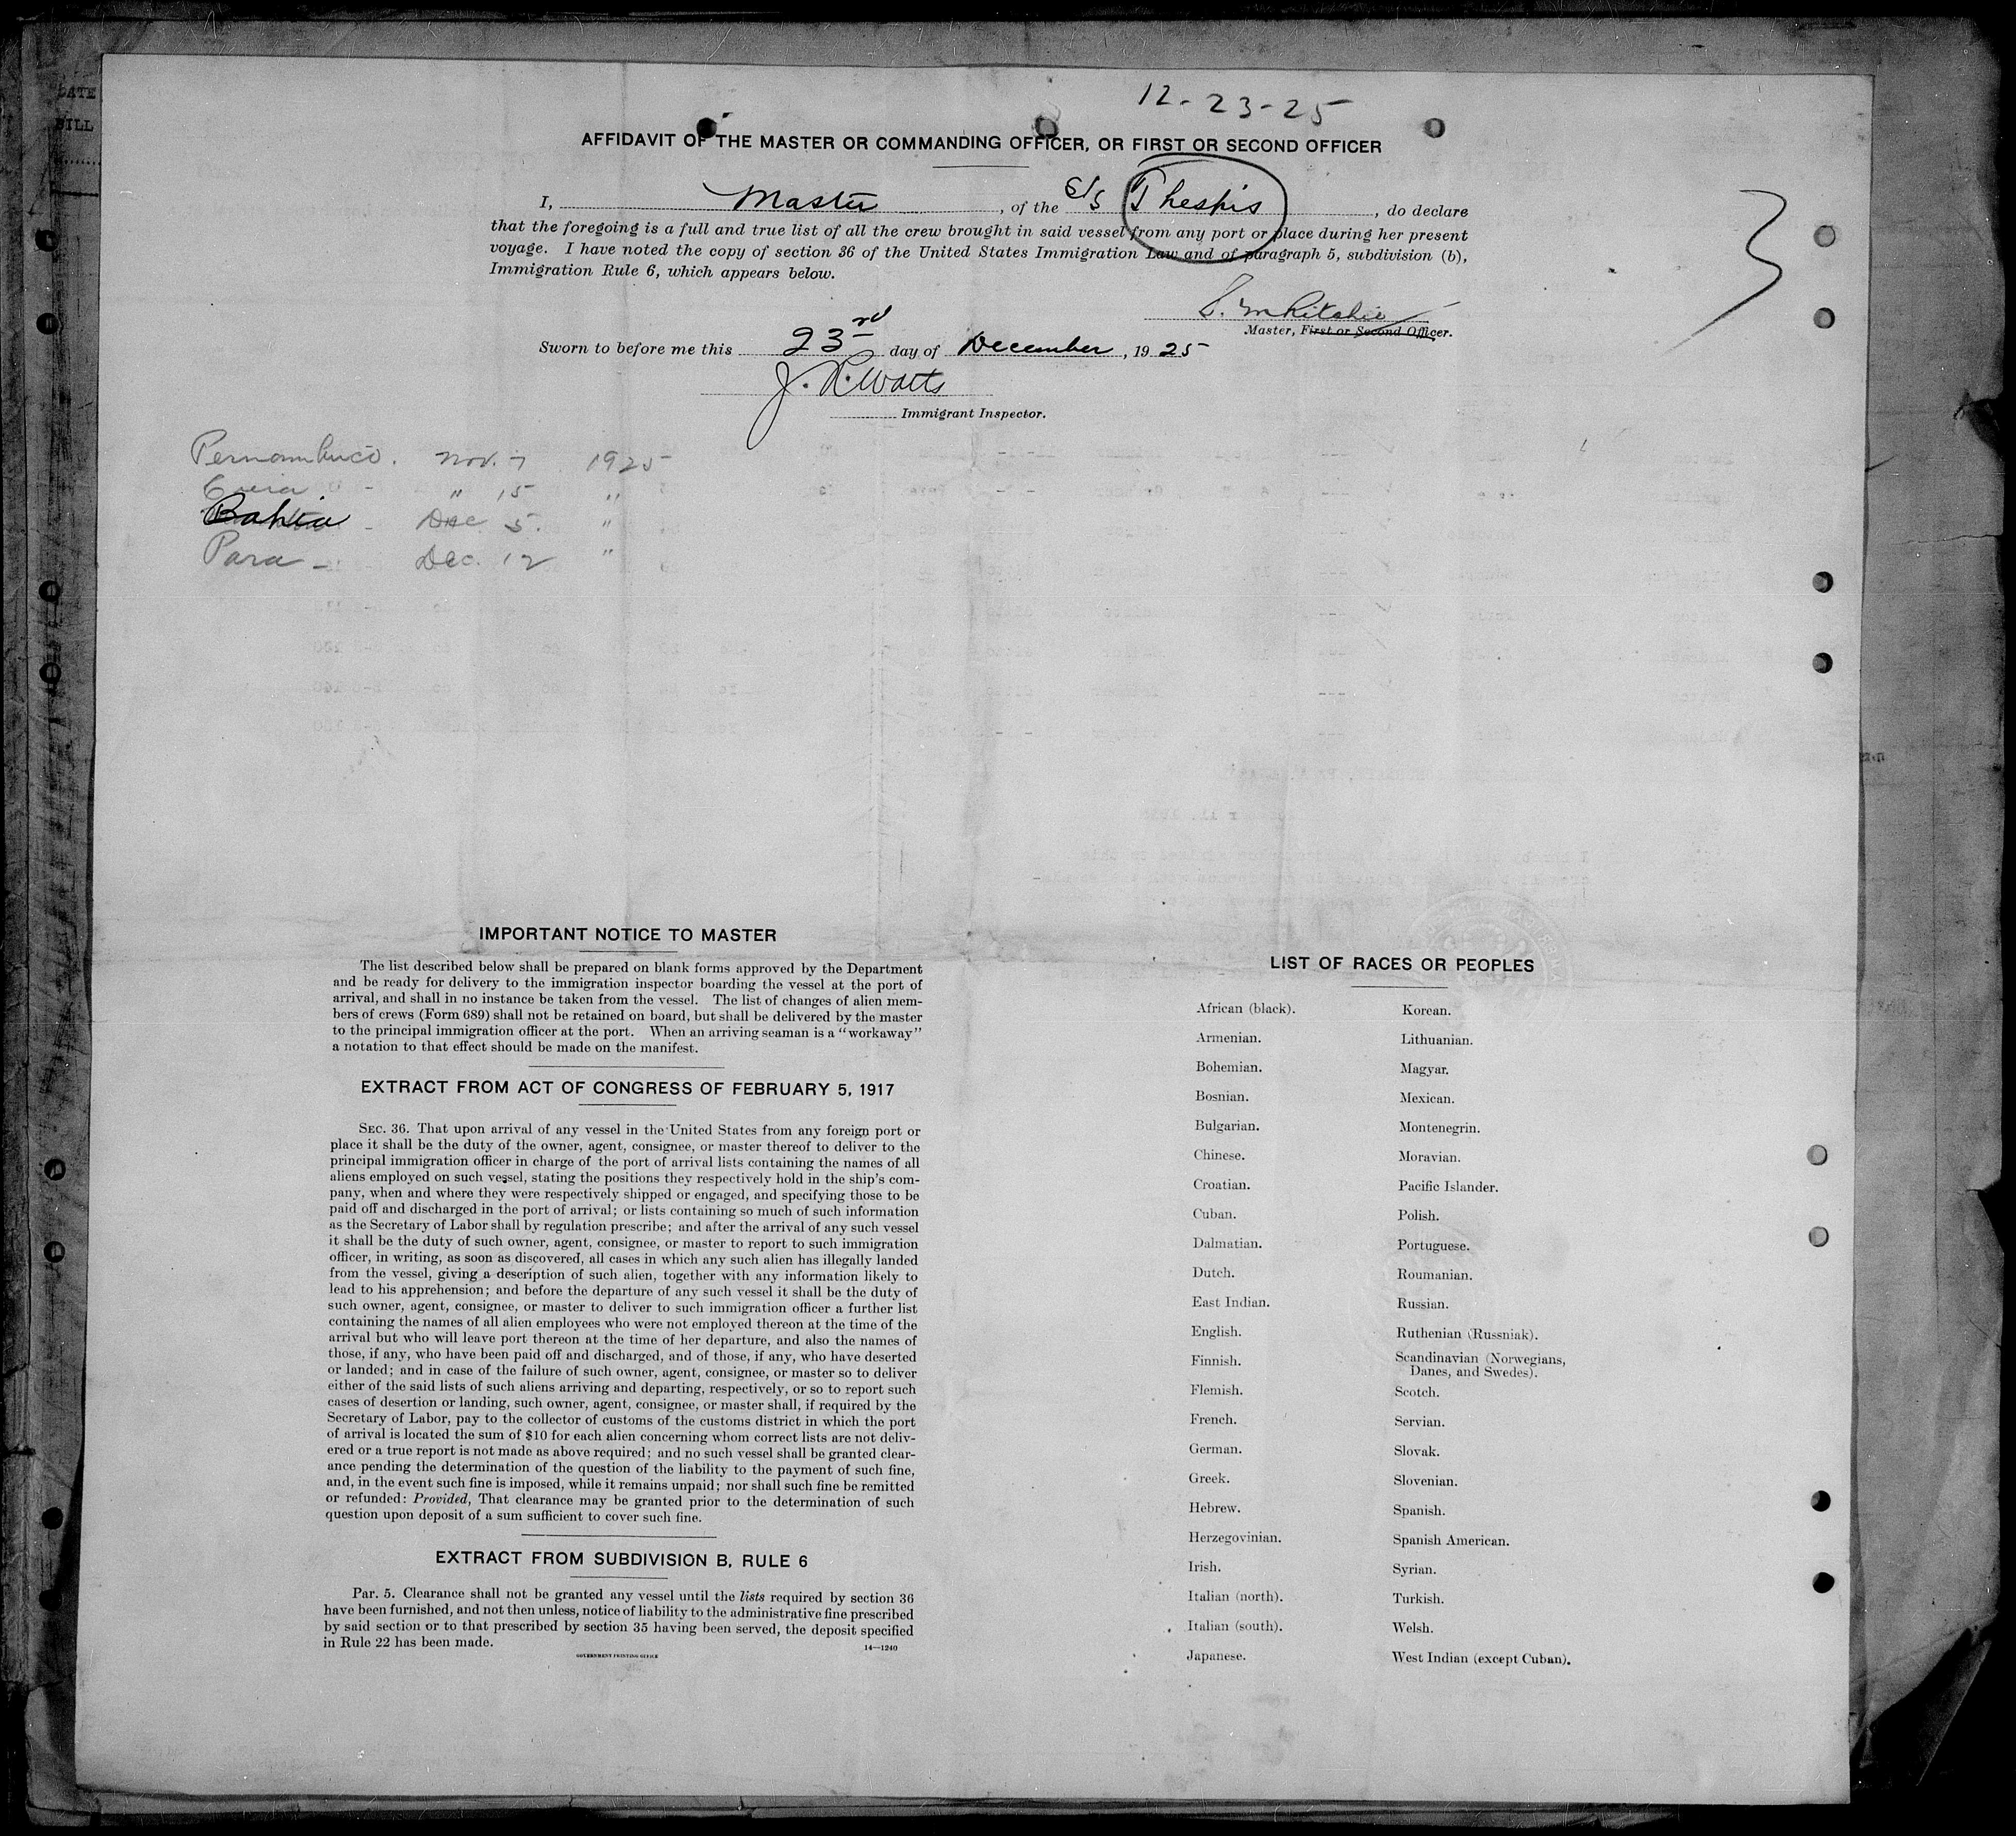 DATE
BILL
12-23-25
AFFIDAVIT OF THE MASTER OR COMMANDING OFFICER, OR FIRST OR SECOND OFFICER
I, Master, of the S/S Thespis, do declare
that the foregoing is a full and true list of all the crew brought in said vessel from any port or place during her present
voyage. I have noted the copy of section 36 of the United States Immigration Law and of paragraph 5, subdivision (b),
Immigration Rule 6, which appears below.
Master, First or Second Officer.
Sworn to before me this 23rd day of December, 1925
J. R. Watts
Immigrant Inspector.
Pernambuco. Nov. 7 1925
" 15 "
Bahia - Dec 5. "
Para - Dec. 12 "
IMPORTANT NOTICE TO MASTER
The list described below shall be prepared on blank forms approved by the Department
and be ready for delivery to the immigration inspector boarding the vessel at the port of
arrival, and shall in no instance be taken from the vessel. The list of changes of alien mem-
bers of crews (Form 689) shall not be retained on board, but shall be delivered by the master
to the principal immigration officer at the port. When an arriving seaman is a "workaway"
a notation to that effect should be made on the manifest.
EXTRACT FROM ACT OF CONGRESS OF FEBRUARY 5, 1917
SEC. 36. That upon arrival of any vessel in the United States from any foreign port or
place it shall be the duty of the owner, agent, consignee, or master thereof to deliver to the
principal immigration officer in charge of the port of arrival lists containing the names of all
aliens employed on such vessel, stating the positions they respectively hold in the ship's com-
pany, when and where they were respectively shipped or engaged, and specifying those to be
paid off and discharged in the port of arrival; or lists containing so much of such information
as the Secretary of Labor shall by regulation prescribe; and after the arrival of any such vessel
it shall be the duty of such owner, agent, consignee, or master to report to such immigration
officer, in writing, as soon as discovered, all cases in which any such alien has illegally landed
from the vessel, giving a description of such alien, together with any information likely to
lead to his apprehension; and before the departure of any such vessel it shall be the duty of
such owner, agent, consignee, or master to deliver to such immigration officer a further list
containing the names of all alien employees who were not employed thereon at the time of the
arrival but who will leave port thereon at the time of her departure, and also the names of
those, if any, who have been paid off and discharged, and of those, if any, who have deserted
or landed; and in case of the failure of such owner, agent, consignee, or master so to deliver
either of the said lists of such aliens arriving and departing, respectively, or so to report such
cases of desertion or landing, such owner, agent, consignee, or master shall, if required by the
Secretary of Labor, pay to the collector of customs of the customs district in which the port
of arrival is located the sum of $10 for each alien concerning whom correct lists are not deliv-
ered or a true report is not made as above required; and no such vessel shall be granted clear-
ance pending the determination of the question of the liability to the payment of such fine,
and, in the event such fine is imposed, while it remains unpaid; nor shall such fine be remitted
or refunded: Provided, That clearance may be granted prior to the determination of such
question upon deposit of a sum sufficient to cover such fine.
EXTRACT FROM SUBDIVISION B, RULE 6
Par. 5. Clearance shall not be granted any vessel until the lists required by section 36
have been furnished, and not then unless, notice of liability to the administrative fine prescribed
by said section or to that prescribed by section 35 having been served, the deposit specified
in Rule 22 has been made.
14—1240
GOVERNMENT PRINTING OFFICE
LIST OF RACES OR PEOPLES
African (black).
Armenian.
Bohemian.
Bosnian.
Bulgarian.
Chinese.
Croatian.
Cuban.
Dalmatian.
Dutch.
East Indian.
English.
Finnish.
Flemish.
French.
German.
Greek.
Hebrew.
Herzegovinian.
Irish.
Italian (north).
Italian (south).
Japanese.
Korean.
Lithuanian.
Magyar.
Mexican.
Montenegrin.
Moravian.
Pacific Islander.
Polish.
Portuguese.
Roumanian.
Russian.
Ruthenian (Russniak).
Scandinavian (Norwegians,
Danes, and Swedes).
Scotch.
Servian.
Slovak.
Slovenian.
Spanish.
Spanish American.
Syrian.
Turkish.
Welsh.
West Indian (except Cuban).